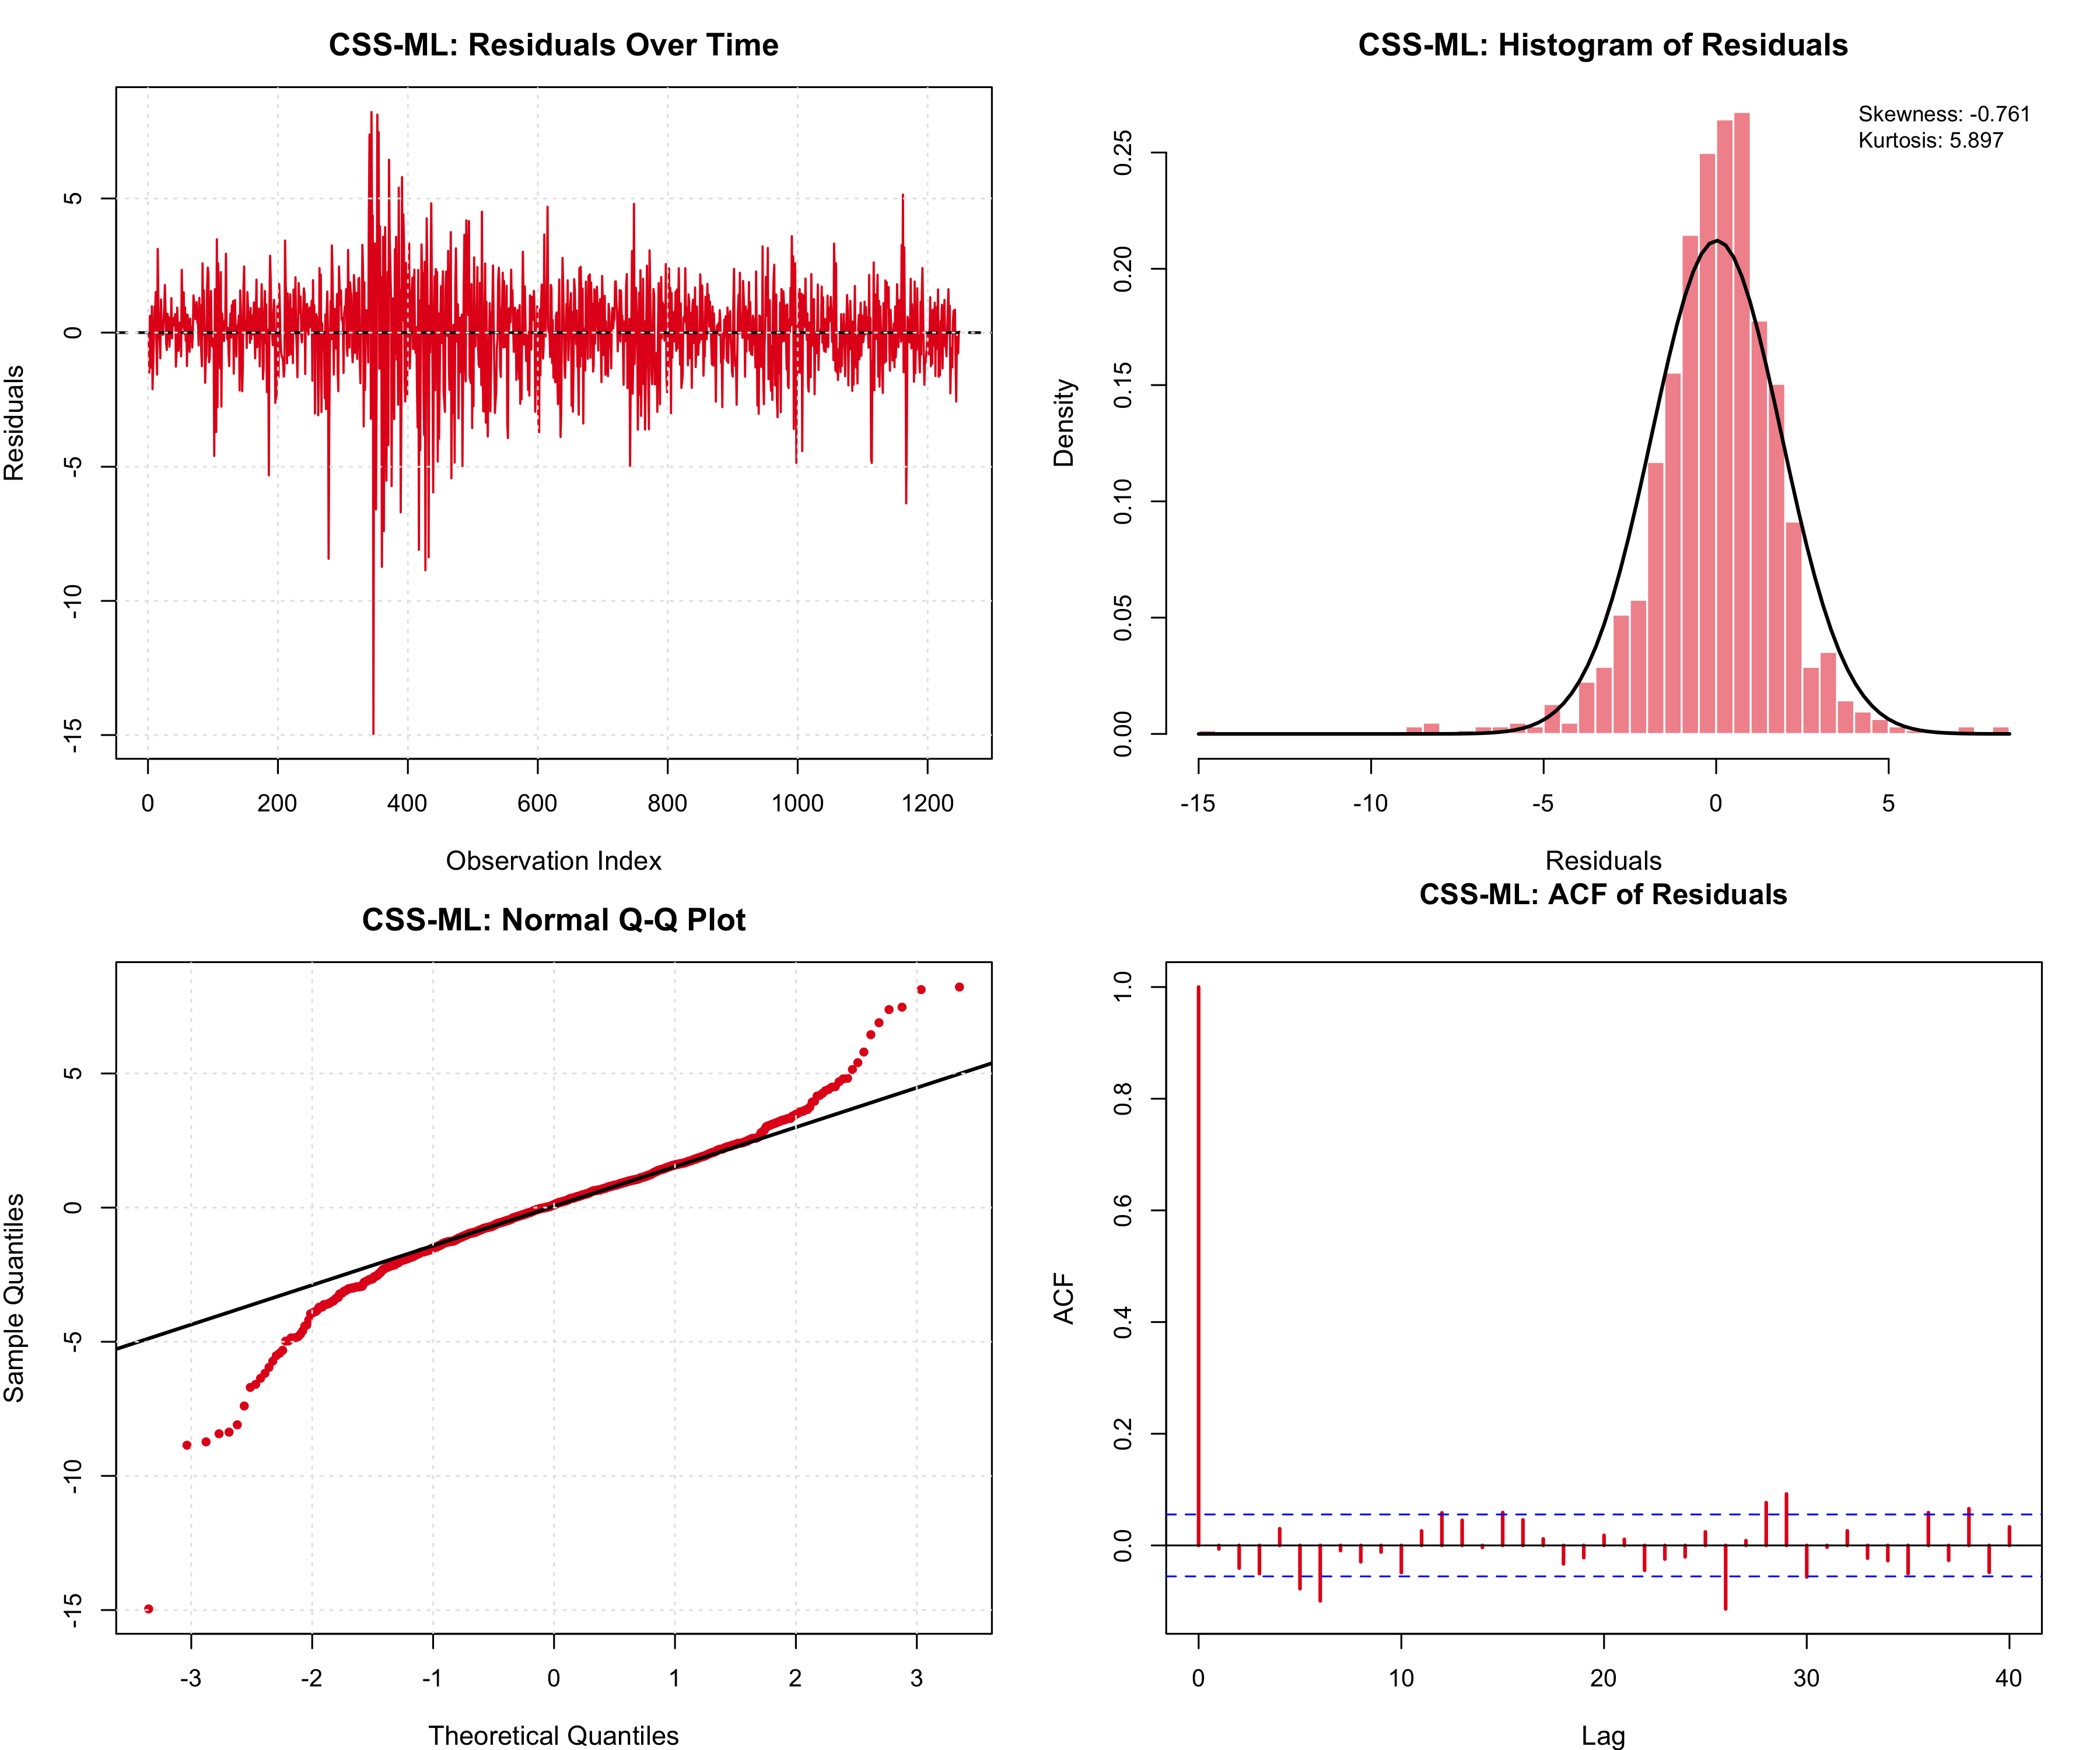 CSS-ML: Residuals Over Time
Residuals
5
0
-5
-10
-15
0 200 400 600 800 1000 1200
Observation Index
CSS-ML: Histogram of Residuals
Skewness: -0.761
Kurtosis: 5.897
Density
0.25
0.20
0.15
0.10
0.05
0.00
-15 -10 -5 0 5
Residuals
CSS-ML: Normal Q-Q Plot
Sample Quantiles
5
0
-5
-10
-15
-3 -2 -1 0 1 2 3
Theoretical Quantiles
CSS-ML: ACF of Residuals
ACF
1.0
0.8
0.6
0.4
0.2
0.0
0 10 20 30 40
Lag